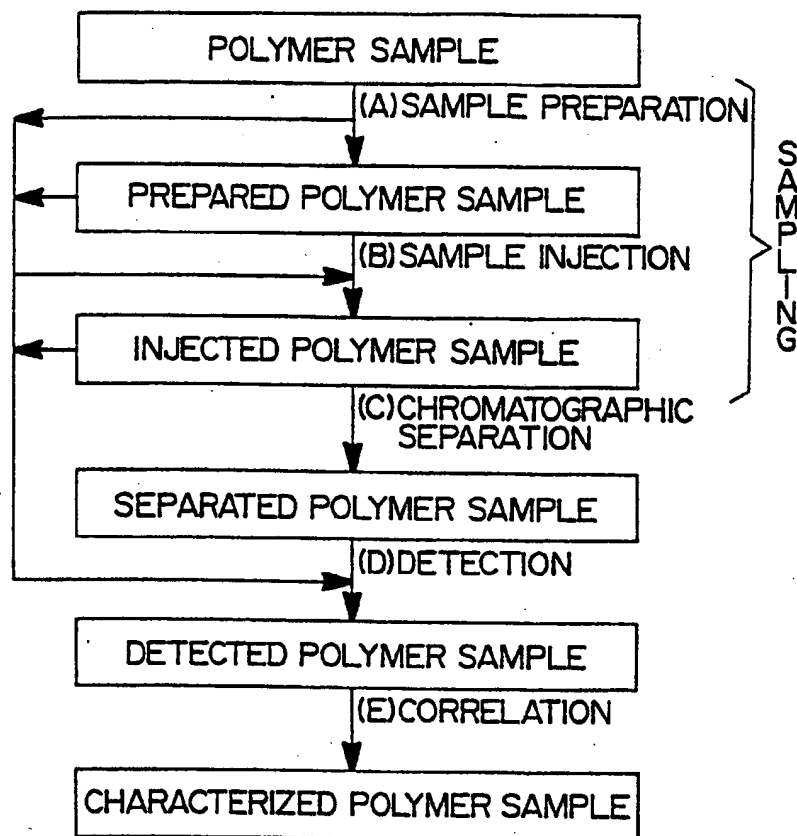 POLYMER SAMPLE
(A) SAMPLE PREPARATION
PREPARED POLYMER SAMPLE
(B) SAMPLE INJECTION
INJECTED POLYMER SAMPLE
(C) CHROMATOGRAPHIC
SEPARATION
SEPARATED POLYMER SAMPLE
(D) DETECTION
DETECTED POLYMER SAMPLE
(E) CORRELATION
CHARACTERIZED POLYMER SAMPLE
SAMPLING